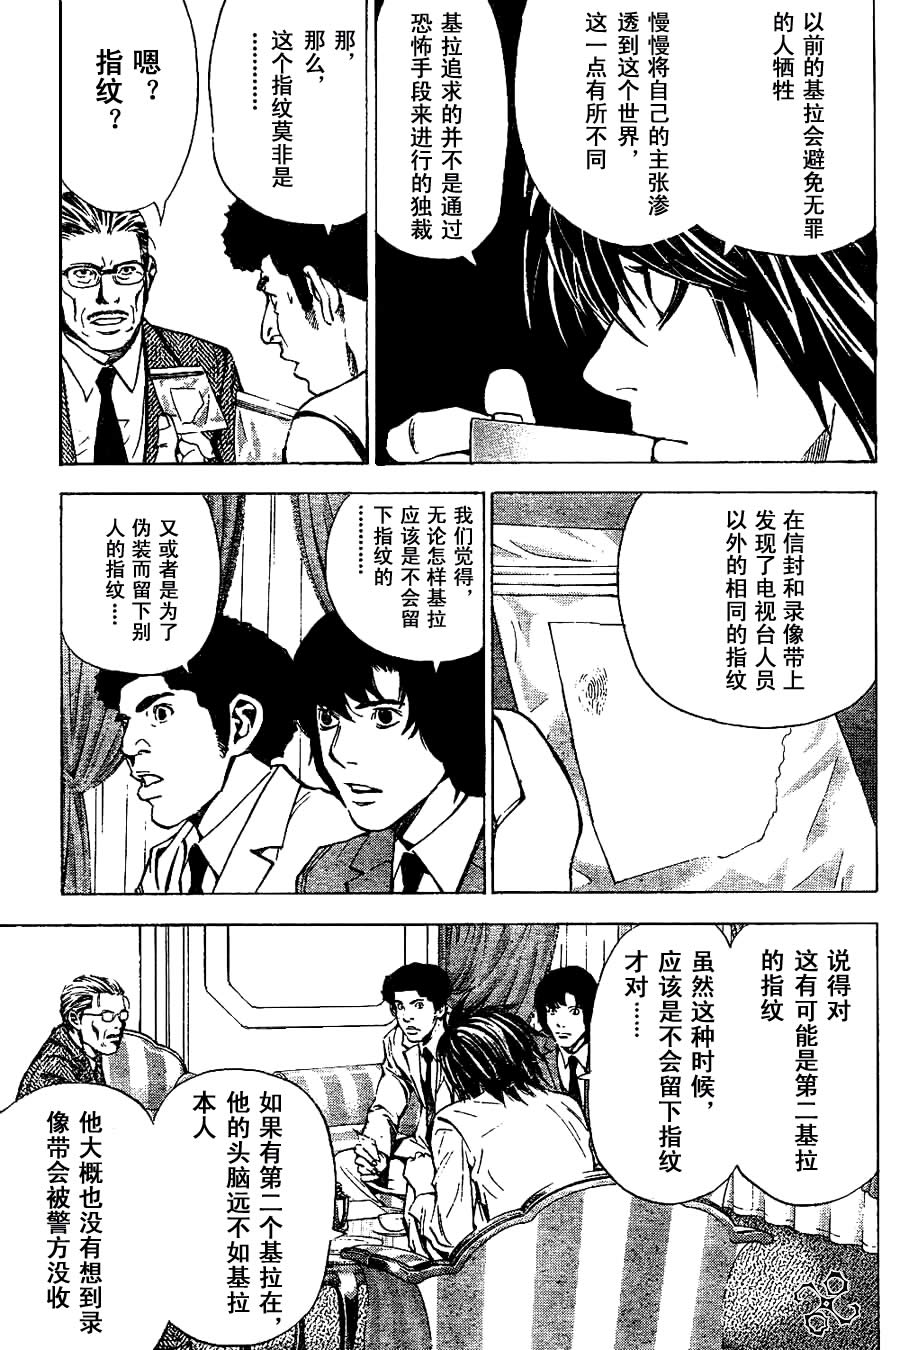 以前的基拉会避免无罪
的人牺牲
慢慢将自己的主张渗
透到这个世界，
这一点有所不同
基拉追求的并不是通过
恐怖手段来进行的独裁
那，
那么，
这个指纹莫非是
…………
嗯？
指纹？
在信封和录像带上
发现了电视台人员
以外的相同的指纹
我们觉得，
无论怎样基拉
应该是不会留
下指纹的
…………
又或者是为了
伪装而留下别
人的指纹…
说得对
这有可能是第二基拉
的指纹
虽然这种时候，
应该是不会留下指纹
才对……
如果有第二个基拉在，
他的头脑远不如基拉
本人
他大概也没有想到录
像带会被警方没收